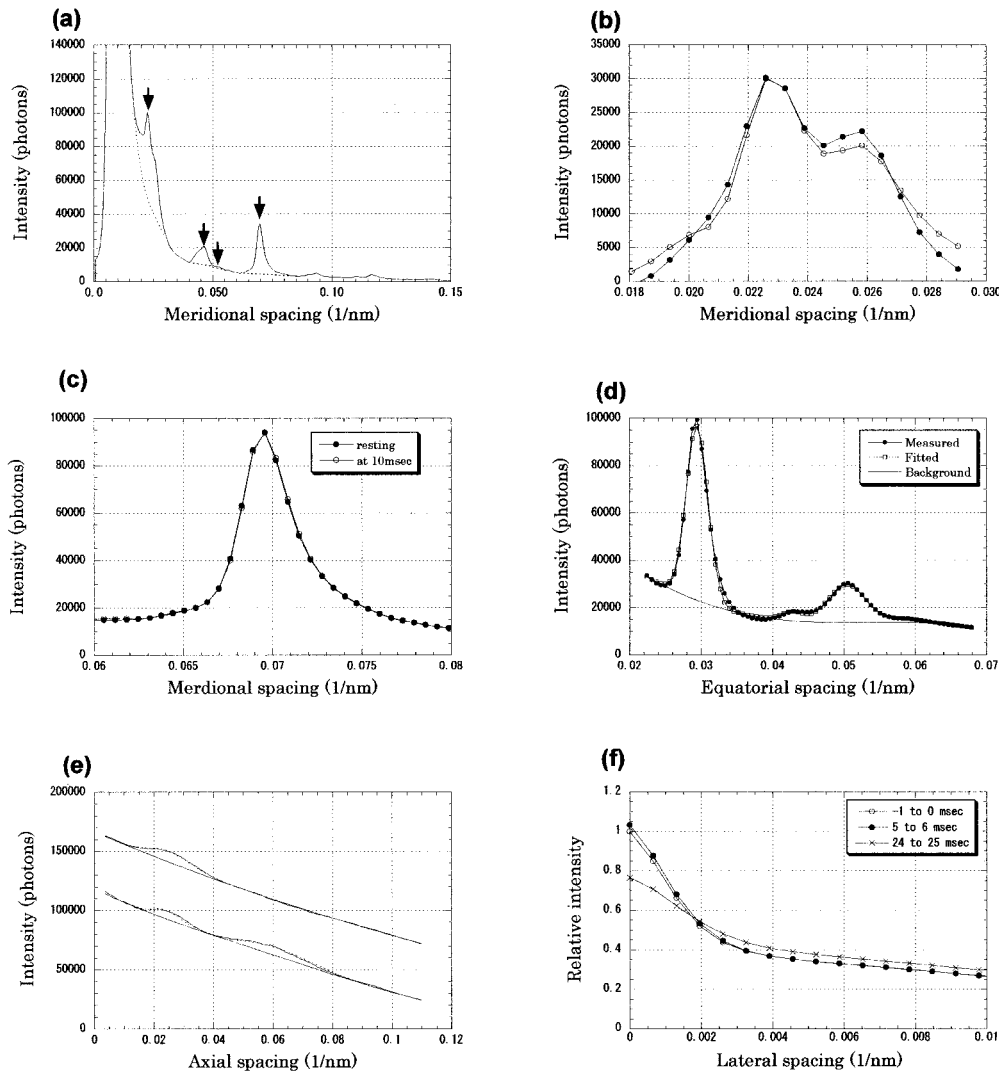 (a)
140000
120000
100000
80000
60000
40000
20000
0
Intensity (photons)
0.0
0.050
0.10
0.15
Meridional spacing (1/nm)
(b)
35000
30000
25000
20000
15000
10000
5000
0
Intensity (photons)
0.018
0.020
0.022
0.024
0.026
0.028
0.030
Meridional spacing (1/nm)
(c)
100000
80000
60000
40000
20000
0
Intensity (photons)
resting
at 10msec
0.06
0.065
0.07
0.075
0.08
Merdional spacing (1/nm)
(d)
100000
80000
60000
40000
20000
0
Intensity (photons)
Measured
Fitted
Background
0.02
0.03
0.04
0.05
0.06
0.07
Equatorial spacing (1/nm)
(e)
200000
150000
100000
50000
0
Intensity (photons)
0
0.02
0.04
0.06
0.08
0.1
0.12
Axial spacing (1/nm)
(f)
1.2
1
0.8
0.6
0.4
0.2
0
Relative intensity
-1 to 0 msec
5 to 6 msec
24 to 25 msec
0
0.002
0.004
0.006
0.008
0.01
Lateral spacing (1/nm)